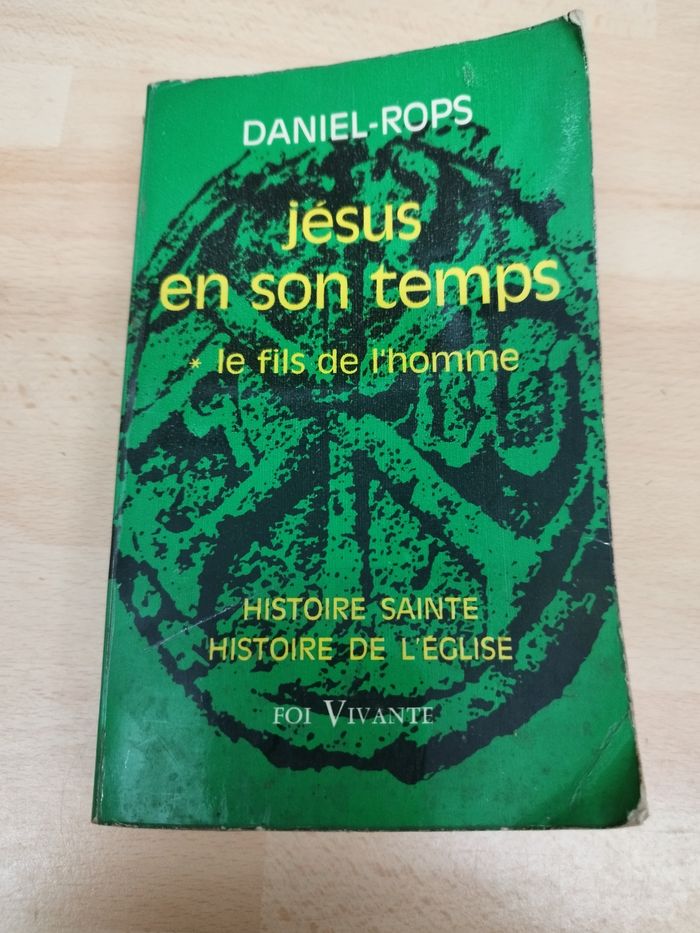 DANIEL-ROPS
jésus
en son temps
* le fils de l'homme
HISTOIRE SAINTE
HISTOIRE DE L'ÉGLISE
FOI VIVANTE